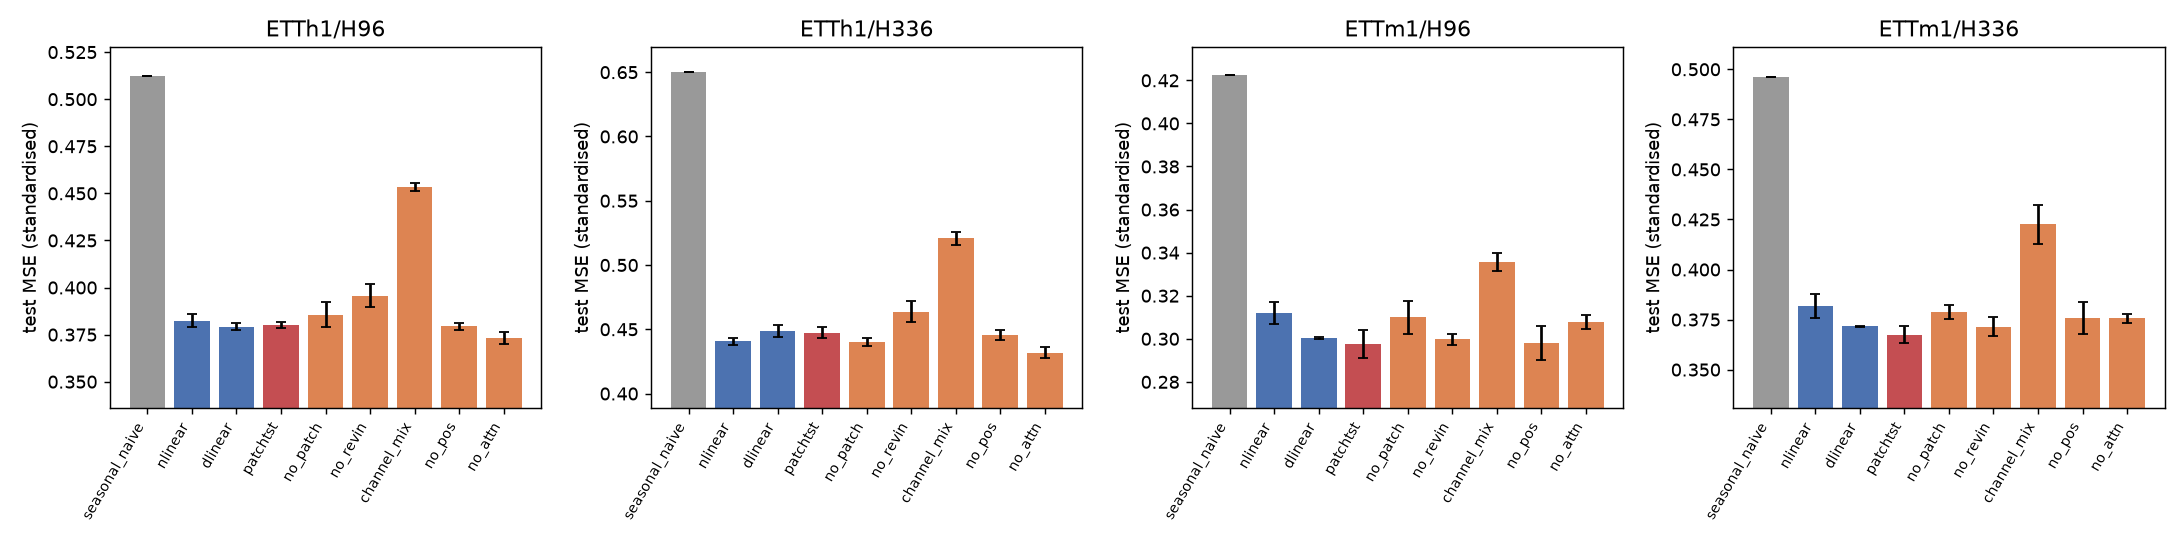 ETTh1/H96
test MSE (standardised)
0.525
0.500
0.475
0.450
0.425
0.400
0.375
0.350
seasonal_naive
nlinear
dlinear
patchtst
no_patch
no_revin
channel_mix
no_pos
no_attn
ETTh1/H336
test MSE (standardised)
0.65
0.60
0.55
0.50
0.45
0.40
seasonal_naive
nlinear
dlinear
patchtst
no_patch
no_revin
channel_mix
no_pos
no_attn
ETTm1/H96
test MSE (standardised)
0.42
0.40
0.38
0.36
0.34
0.32
0.30
0.28
seasonal_naive
nlinear
dlinear
patchtst
no_patch
no_revin
channel_mix
no_pos
no_attn
ETTm1/H336
test MSE (standardised)
0.500
0.475
0.450
0.425
0.400
0.375
0.350
seasonal_naive
nlinear
dlinear
patchtst
no_patch
no_revin
channel_mix
no_pos
no_attn